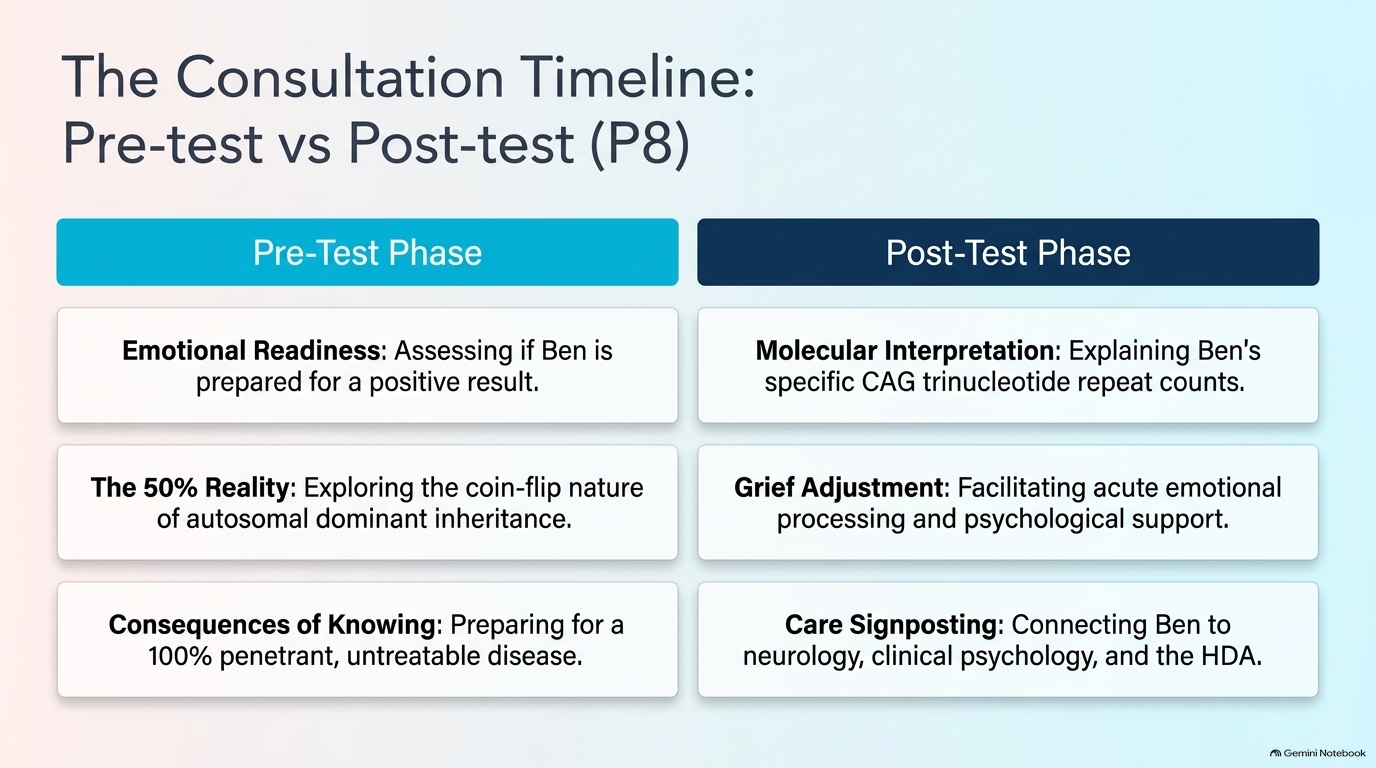 The Consultation Timeline:
Pre-test vs Post-test (P8)
Pre-Test Phase
Post-Test Phase
Emotional Readiness: Assessing if Ben is
prepared for a positive result.
Molecular Interpretation: Explaining Ben's
specific CAG trinucleotide repeat counts.
The 50% Reality: Exploring the coin-flip nature
of autosomal dominant inheritance.
Grief Adjustment: Facilitating acute emotional
processing and psychological support.
Consequences of Knowing: Preparing for a
100% penetrant, untreatable disease.
Care Signposting: Connecting Ben to
neurology, clinical psychology, and the HDA.
Gemini Notebook